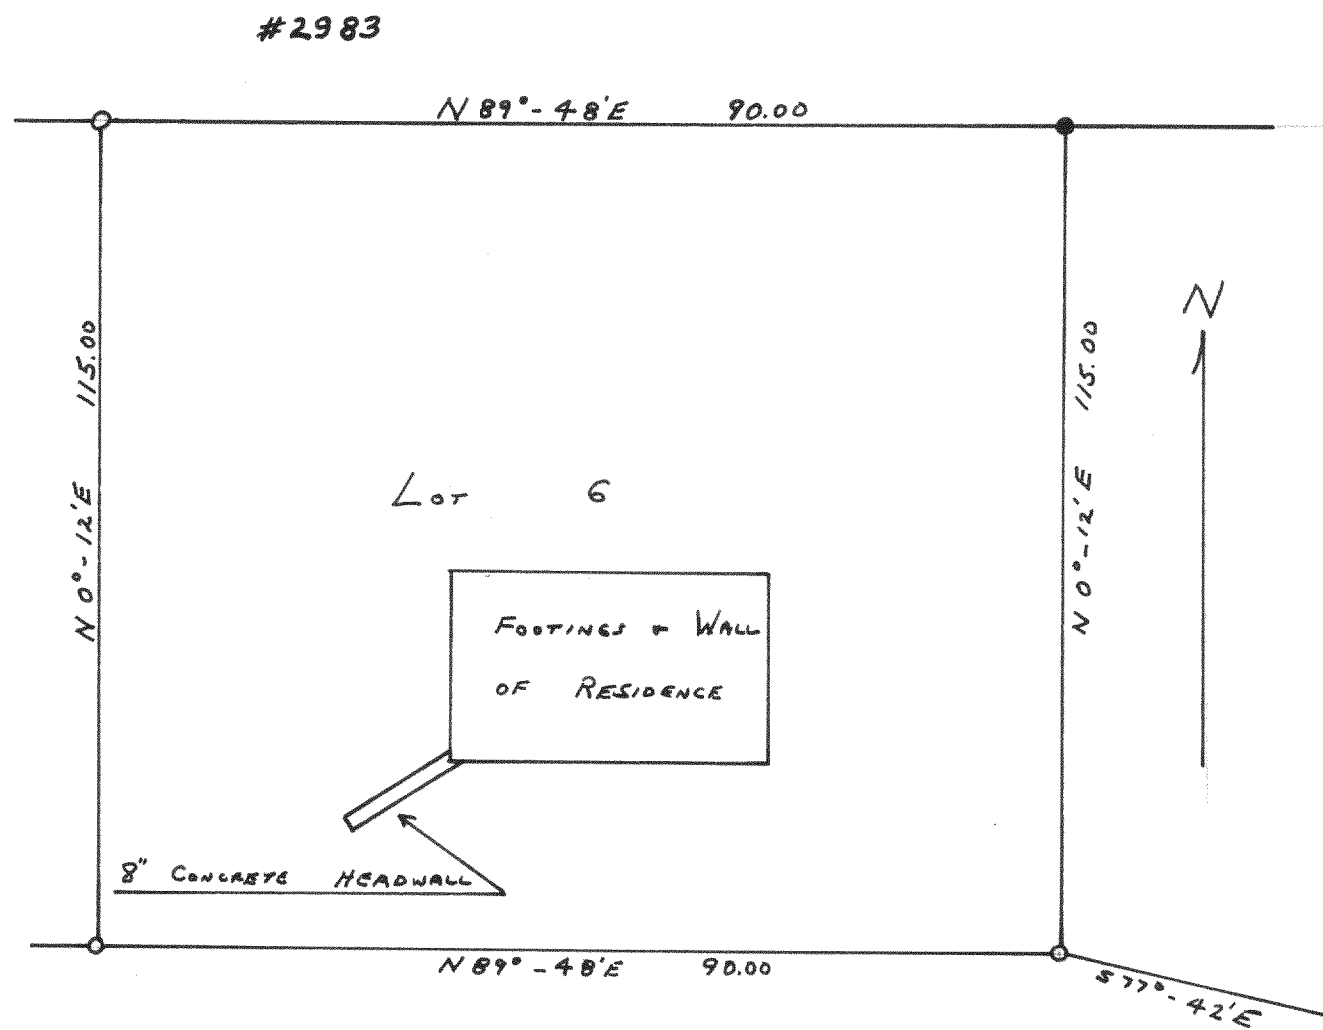 #2983
N 89°-48'E 90.00
N 0°-12'E 115.00
N 0°-12'E 115.00
N
LOT 6
FOOTINGS & WALL
OF RESIDENCE
8" CONCRETE HEADWALL
N 89°-48'E 90.00
S 77°-42'E